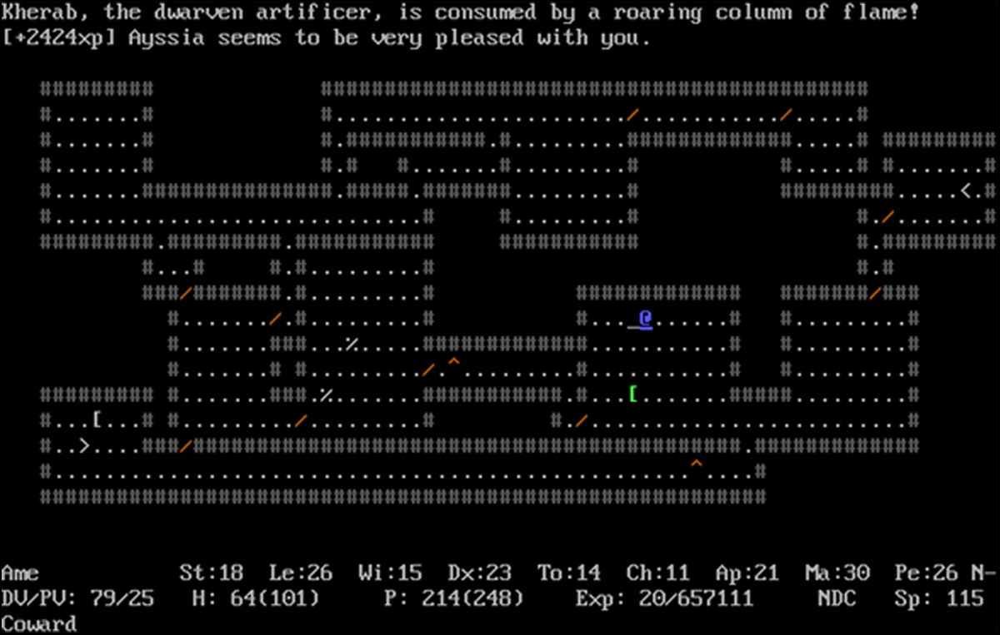 Kherab, the dwarven artificer, is consumed by a roaring column of flame!
[+2424xp] Ayssia seems to be very pleased with you.
Ame St:18 Le:26 Wi:15 Dx:23 To:14 Ch:11 Ap:21 Ma:30 Pe:26 N-
DV/PV: 79/25 H: 64(101) P: 214(248) Exp: 20/657111 NDC Sp: 115
Coward